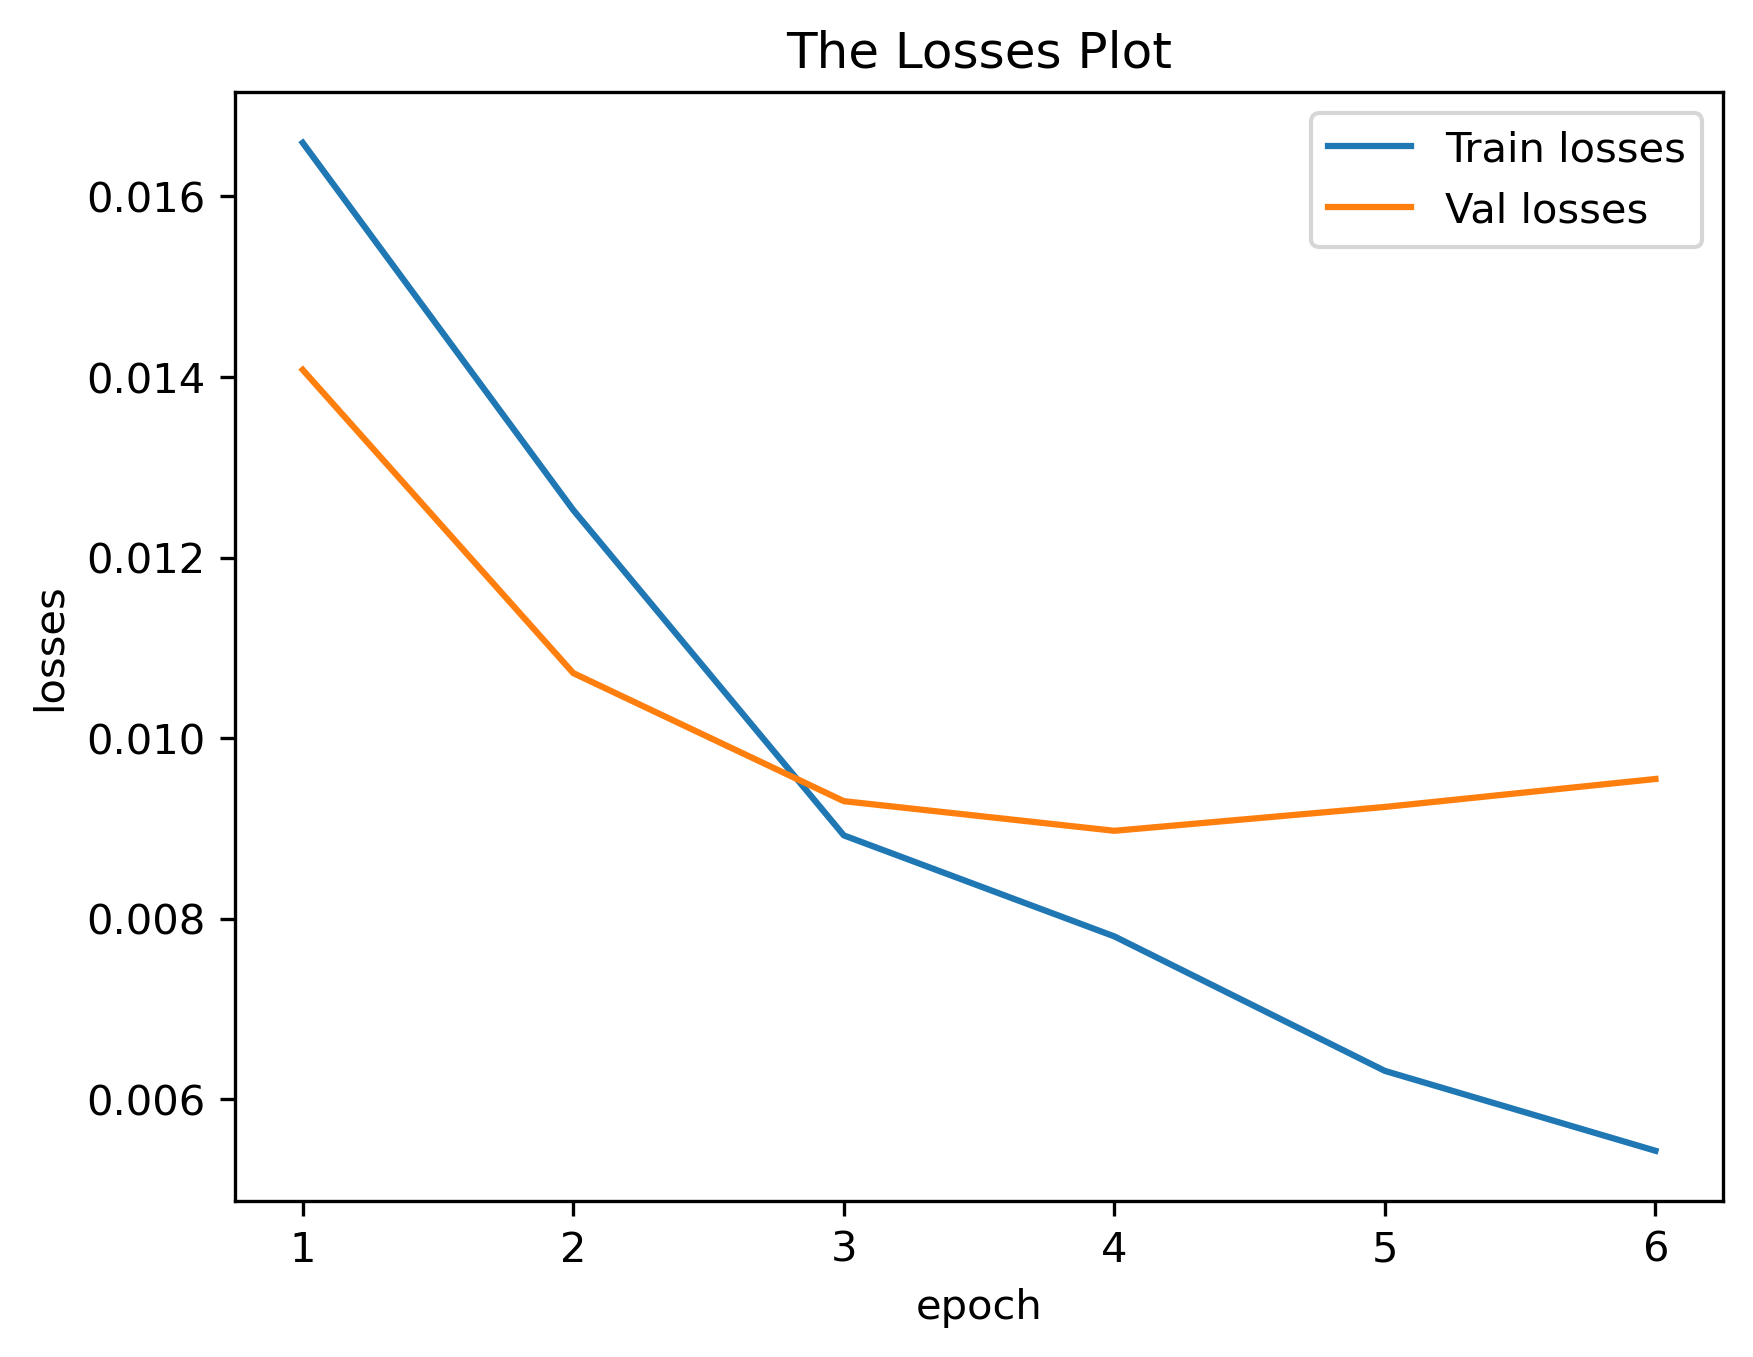 The Losses Plot
Train losses
Val losses
0.016
0.014
0.012
0.010
0.008
0.006
losses
1 2 3 4 5 6
epoch